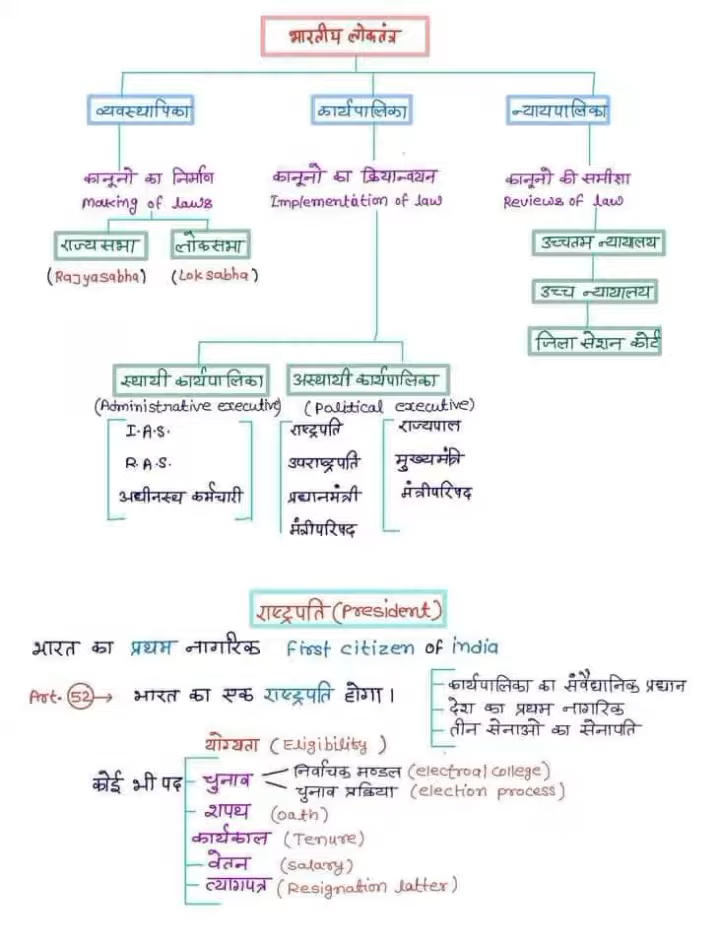 भारतीय लोकतंत्र
व्यवस्थापिका
कार्यपालिका
न्यायपालिका
कानूनो का निर्माण
कानूनो का क्रियान्वयन
कानूनो की समीक्षा
Making of laws
Implementation of law
Reviews of law
राज्यसभा
लोकसभा
(Rajyasabha)
(Loksabha)
उच्चतम न्यायलय
उच्च न्यायालय
जिला सेशन कोर्ट
स्थायी कार्यपालिका
अस्थायी कार्यपालिका
(Administrative executive)
(Political executive)
I.A.S.
R.A.S.
अधीनस्थ कर्मचारी
राष्ट्रपति
उपराष्ट्रपति
प्रधानमंत्री
मंत्रीपरिषद
राज्यपाल
मुख्यमंत्रि
मंत्रीपरिषद
राष्ट्रपति (President)
भारत का प्रथम नागरिक First citizen of india
Art. 52 → भारत का एक राष्ट्रपति होगा।
कार्यपालिका का संवैधानिक प्रधान
देश का प्रथम नागरिक
तीन सेनाओ का सेनापति
योग्यता (Eligibility)
कोई भी पद
चुनाव
निर्वाचक मण्डल (electroal college)
चुनाव प्रक्रिया (election process)
शपथ (oath)
कार्यकाल (Tenure)
वेतन (salary)
त्यागपत्र (Resignation latter)